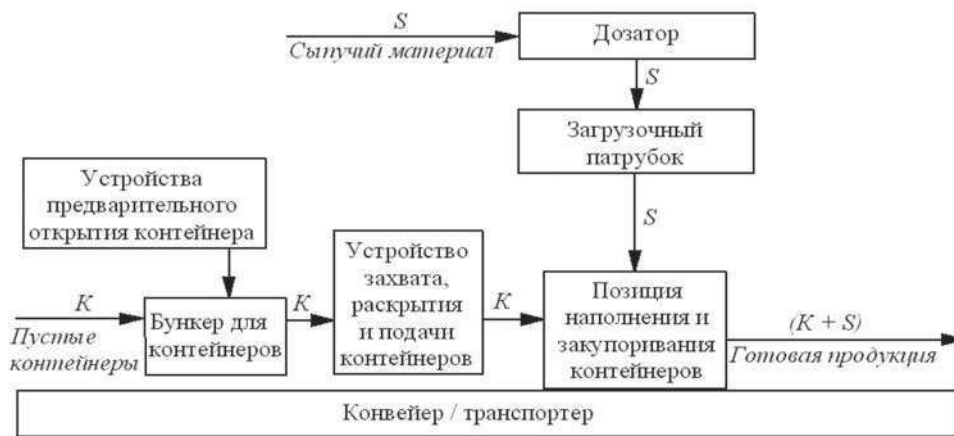 S
Сыпучий материал
Дозатор
S
Загрузочный
патрубок
S
Устройства
предварительного
открытия контейнера
K
Пустые
контейнеры
Бункер для
контейнеров
K
Устройство
захвата,
раскрытия
и подачи
контейнеров
K
Позиция
наполнения и
закупоривания
контейнеров
(K + S)
Готовая продукция
Конвейер / транспортер